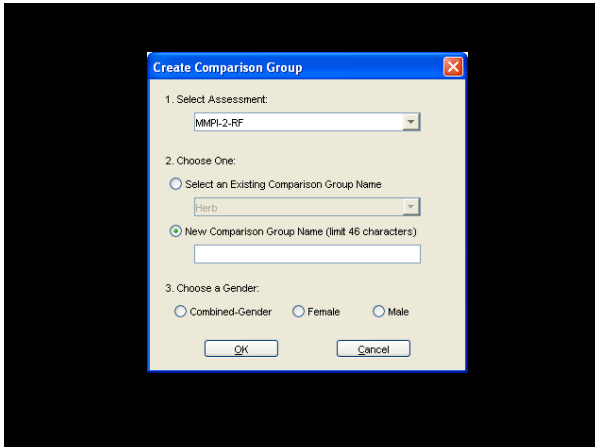 Create Comparison Group
1. Select Assessment:
MMPI-2-RF
2. Choose One:
Select an Existing Comparison Group Name
Herb
New Comparison Group Name (limit 46 characters)
3. Choose a Gender:
Combined-Gender Female Male
OK Cancel